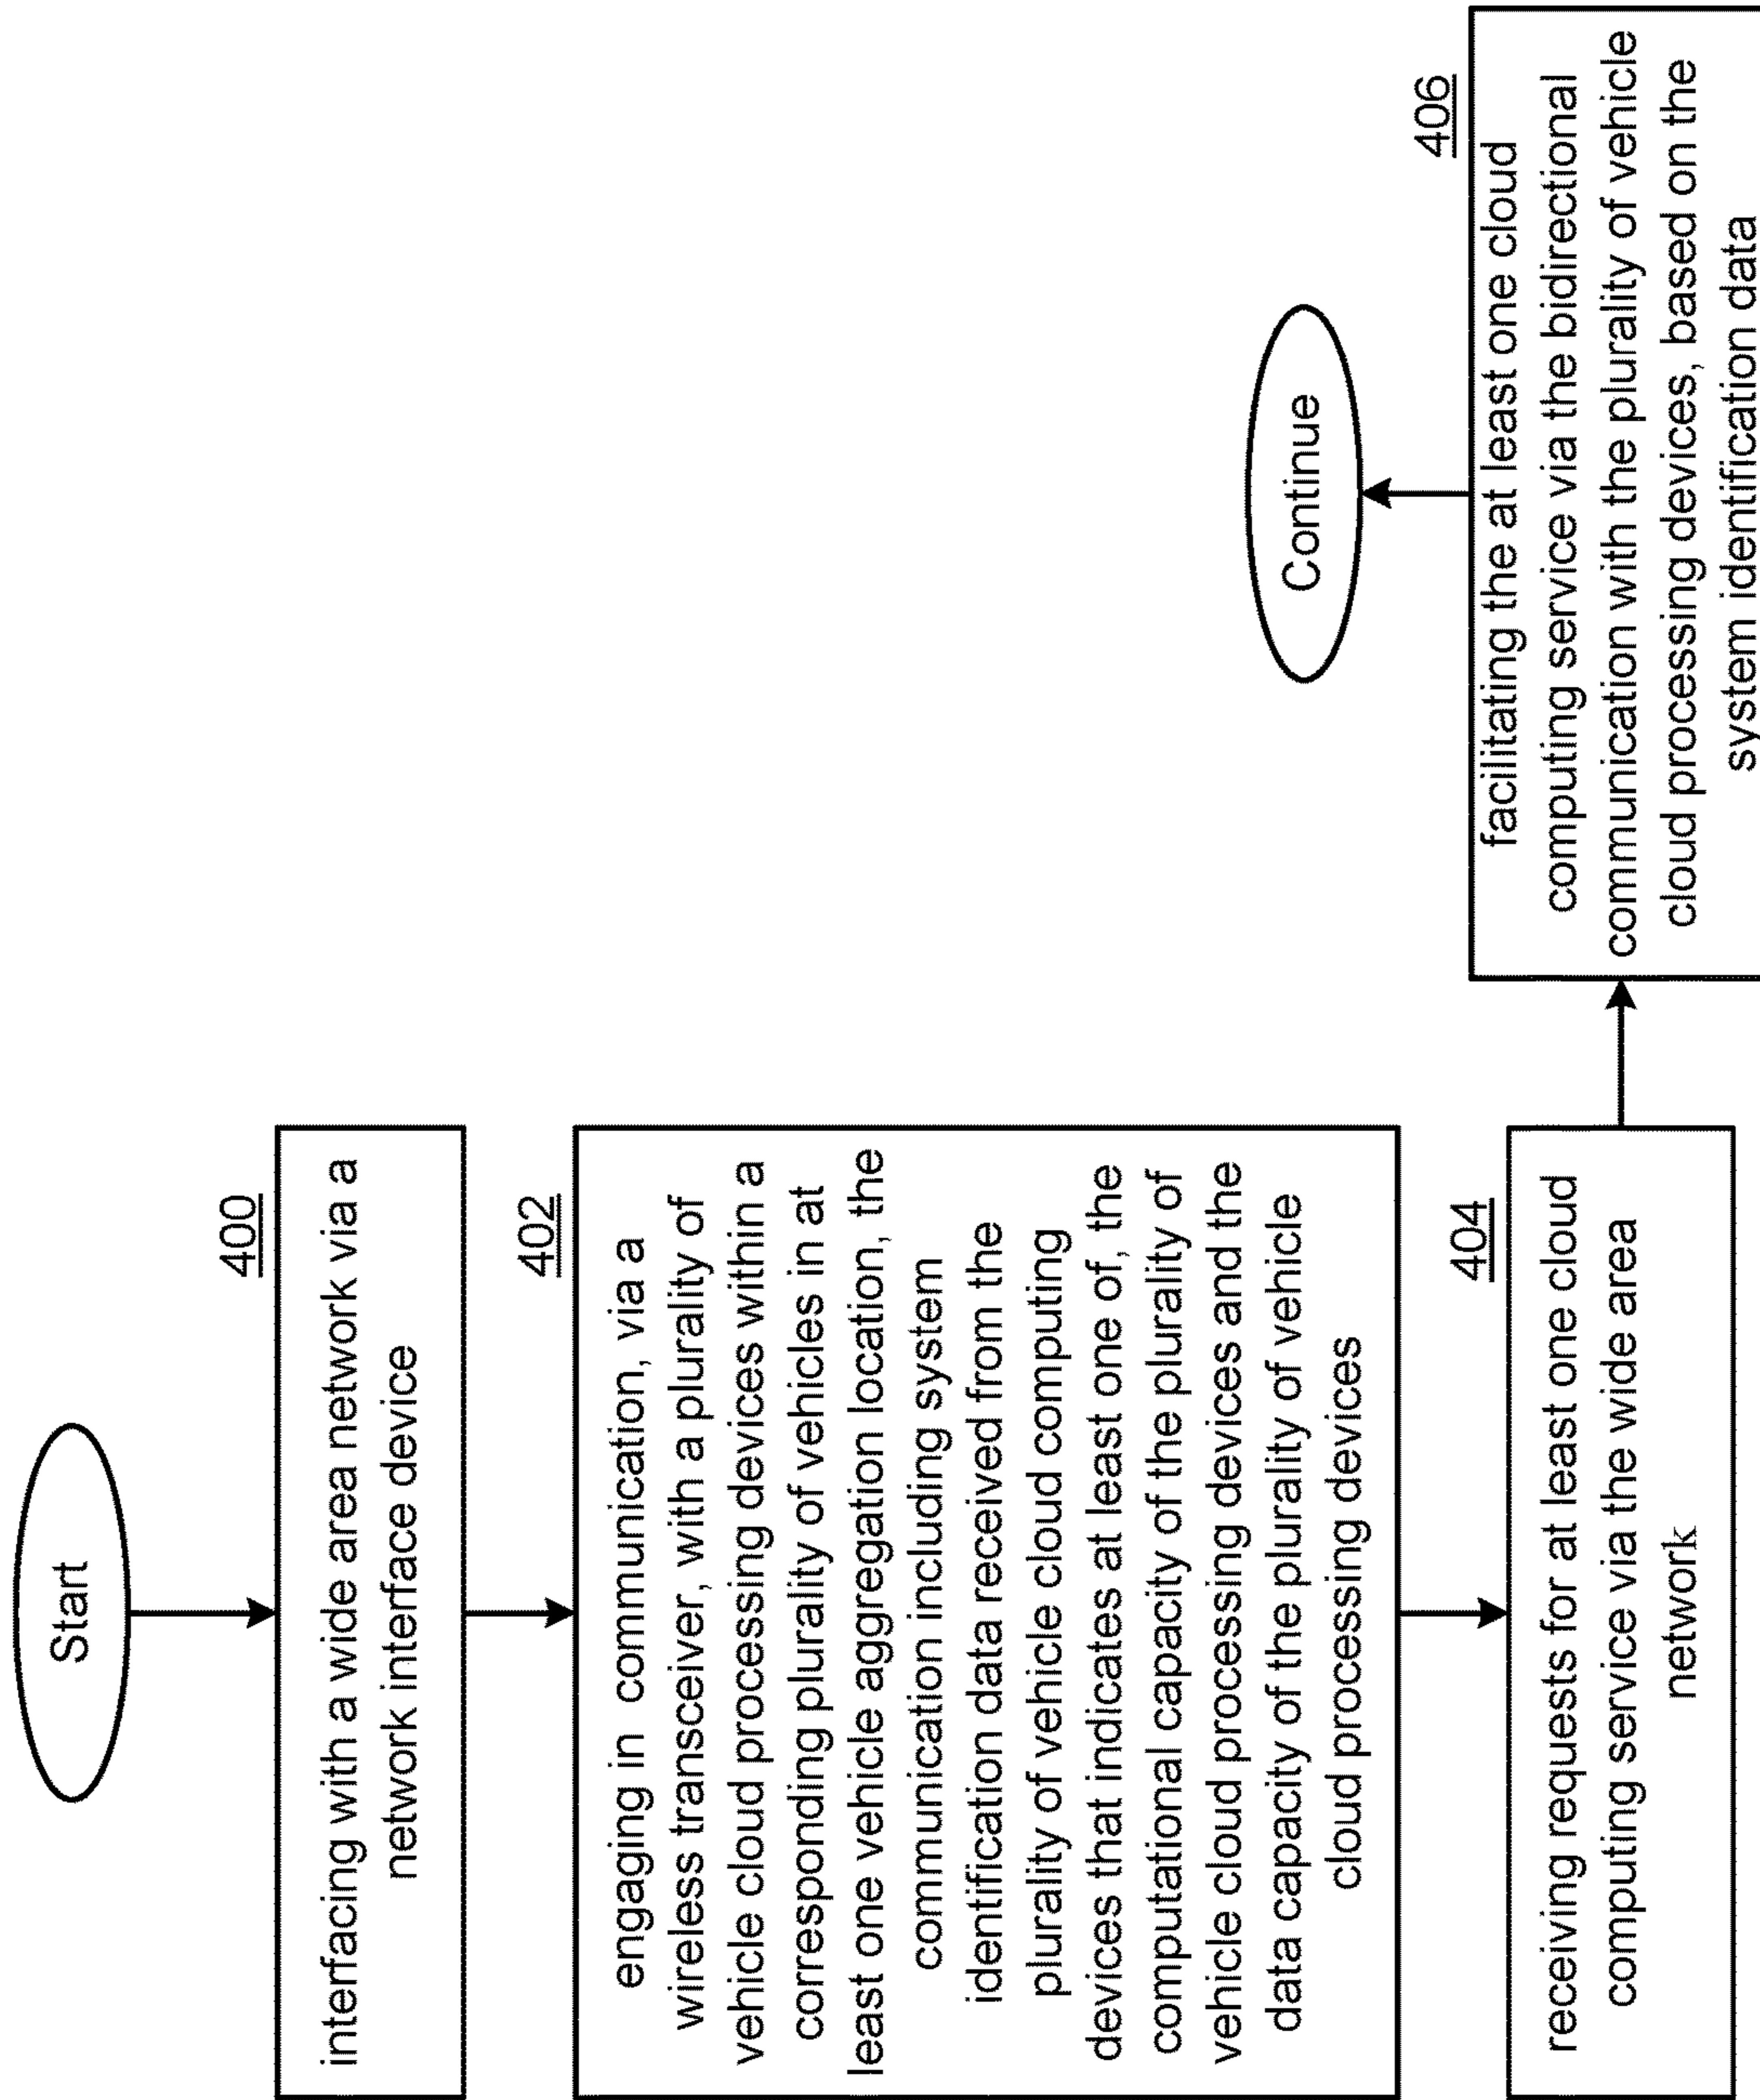 Start
400
interfacing with a wide area network via a
network interface device
402
engaging in communication, via a
wireless transceiver, with a plurality of
vehicle cloud processing devices within a
corresponding plurality of vehicles in at
least one vehicle aggregation location, the
communication including system
identification data received from the
plurality of vehicle cloud computing
devices that indicates at least one of, the
computational capacity of the plurality of
vehicle cloud processing devices and the
data capacity of the plurality of vehicle
cloud processing devices
404
receiving requests for at least one cloud
computing service via the wide area
network
406
facilitating the at least one cloud
computing service via the bidirectional
communication with the plurality of vehicle
cloud processing devices, based on the
system identification data
Continue